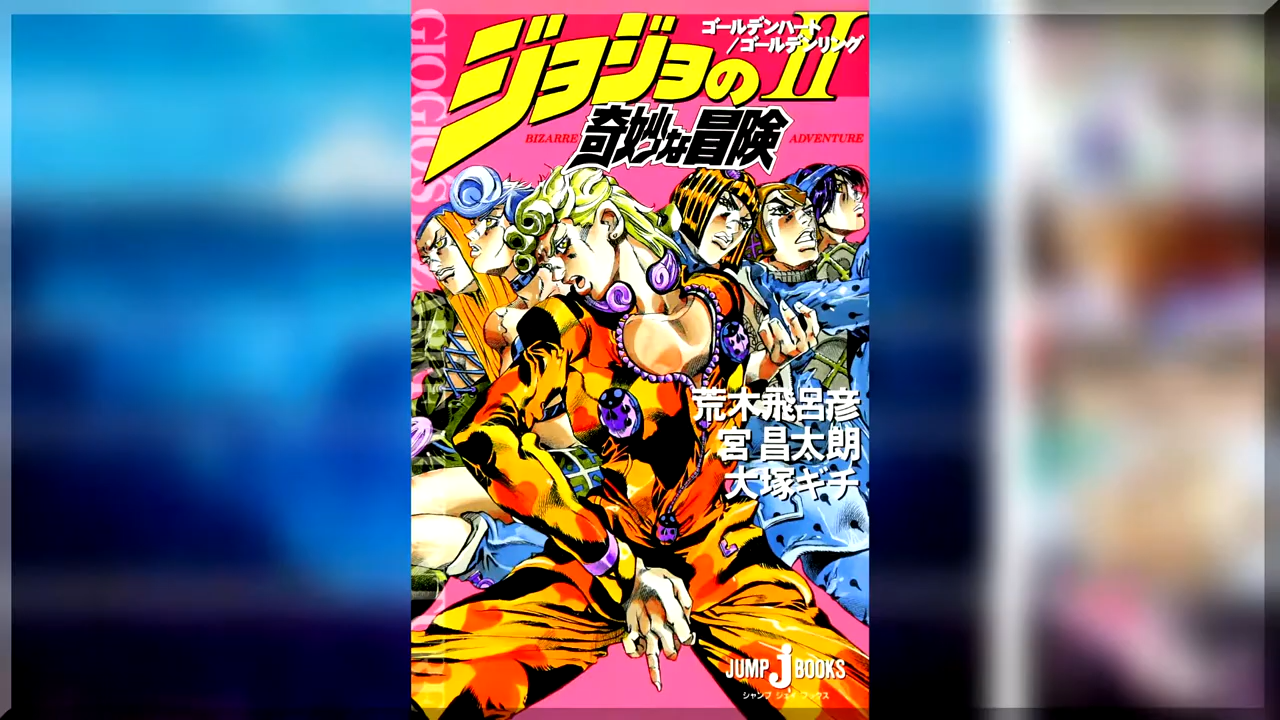 ゴールデンハート
／ゴールデンリング
ジョジョの II
BIZARRE 奇妙な冒険 ADVENTURE
荒木飛呂彦
宮 昌太朗
大塚ギチ
JUMP j BOOKS
ジャンプ ジェイ ブックス
GIOGIO'S